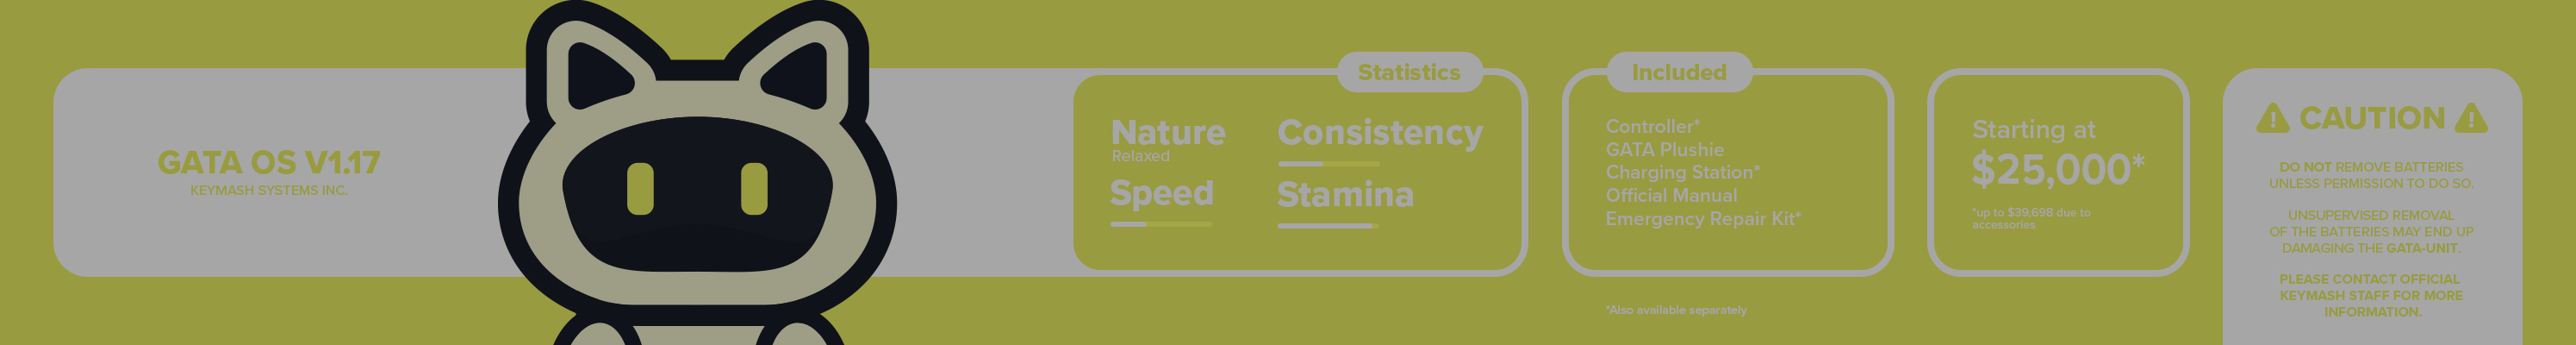 GATA OS V1.17
KEYMASH SYSTEMS INC.
Statistics
Nature
Relaxed
Consistency
Speed
Stamina
Included
Controller*
GATA Plushie
Charging Station*
Official Manual
Emergency Repair Kit*
*Also available separately
Starting at
$25,000*
*up to $39,698 due to
accessories
CAUTION
DO NOT REMOVE BATTERIES
UNLESS PERMISSION TO DO SO.
UNSUPERVISED REMOVAL
OF THE BATTERIES MAY END UP
DAMAGING THE GATA-UNIT.
PLEASE CONTACT OFFICIAL
KEYMASH STAFF FOR MORE
INFORMATION.